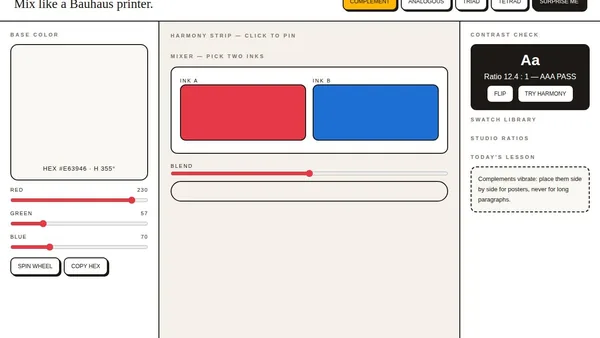 Mix like a Bauhaus printer.
COMPLEMENT
ANALOGOUS
TRIAD
TETRAD
SURPRISE ME
BASE COLOR
HEX #E63946 · H 355°
RED 230
GREEN 57
BLUE 70
SPIN WHEEL
COPY HEX
HARMONY STRIP — CLICK TO PIN
MIXER — PICK TWO INKS
INK A
INK B
BLEND
CONTRAST CHECK
Aa
Ratio 12.4 : 1 — AAA PASS
FLIP
TRY HARMONY
SWATCH LIBRARY
STUDIO RATIOS
TODAY'S LESSON
Complements vibrate: place them side
by side for posters, never for long
paragraphs.